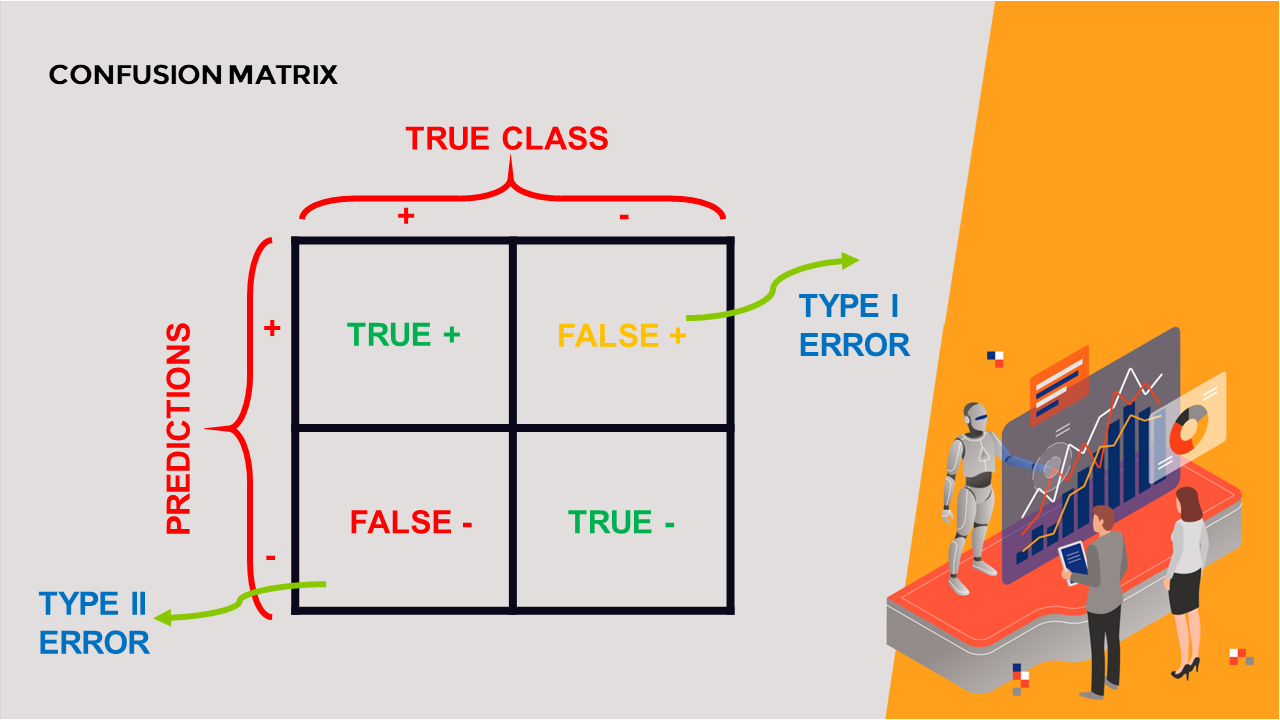 CONFUSION MATRIX
TRUE CLASS
+ -
PREDICTIONS
+
TRUE +
FALSE +
TYPE I
ERROR
-
FALSE -
TRUE -
TYPE II
ERROR